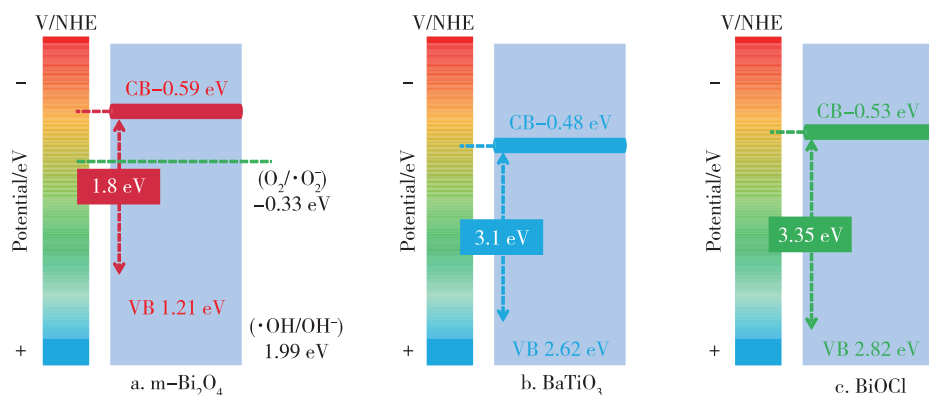 V/NHE
−
Potential/eV
+
CB−0.59 eV
1.8 eV
(O₂/·O₂⁻)
−0.33 eV
VB 1.21 eV
(·OH/OH⁻)
1.99 eV
a. m−Bi₂O₄
V/NHE
−
Potential/eV
+
CB−0.48 eV
3.1 eV
VB 2.62 eV
b. BaTiO₃
V/NHE
−
Potential/eV
+
CB−0.53 eV
3.35 eV
VB 2.82 eV
c. BiOCl